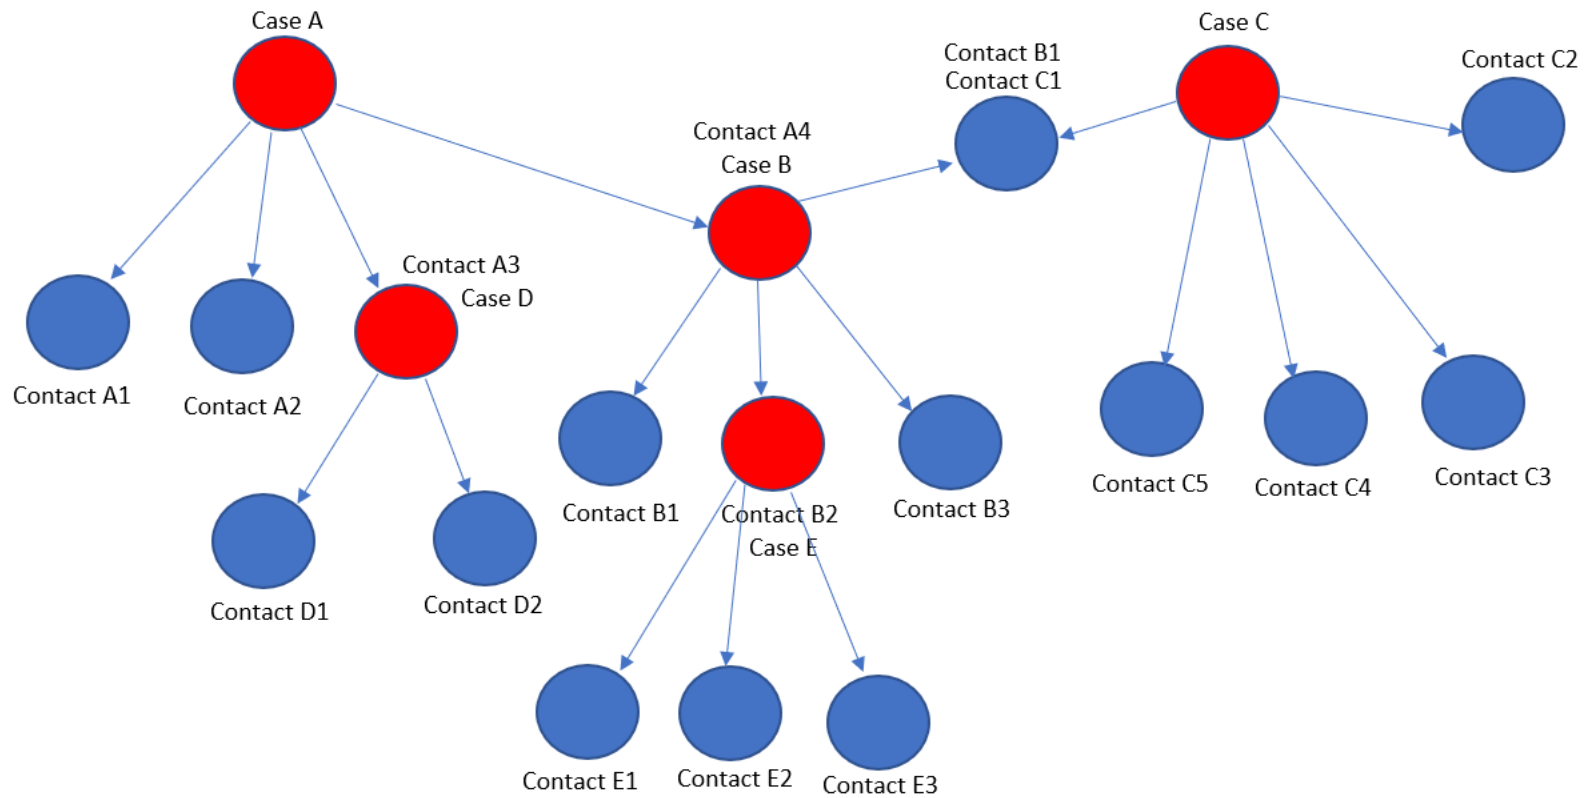 Case A
Case C
Contact B1
Contact C1
Contact C2
Contact A4
Case B
Contact A3
Case D
Contact A1
Contact A2
Contact B1
Contact B2
Case E
Contact B3
Contact C5
Contact C4
Contact C3
Contact D1
Contact D2
Contact E1
Contact E2
Contact E3